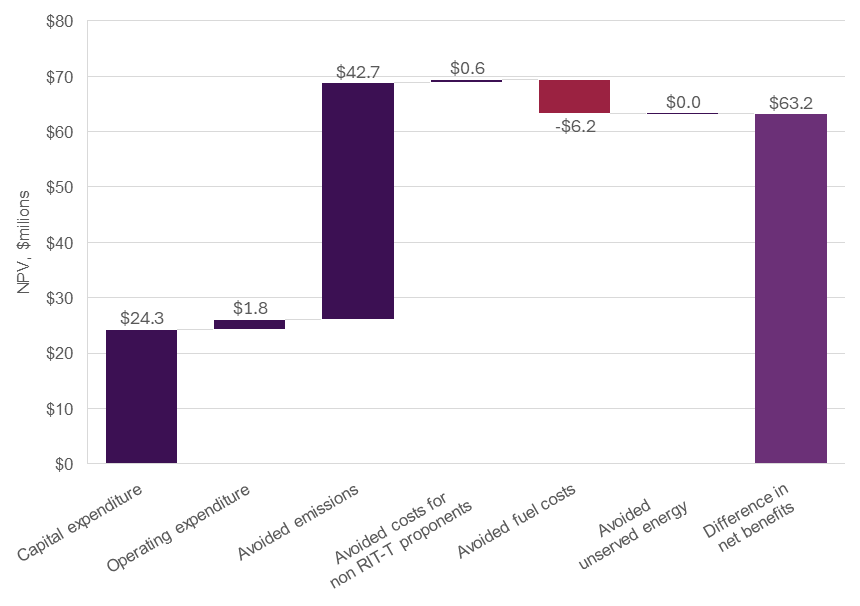 $80
$70
$60
$50
$40
$30
$20
$10
$0
NPV, $milions
$24.3
$1.8
$42.7
$0.6
-$6.2
$0.0
$63.2
Capital expenditure
Operating expenditure
Avoided emissions
Avoided costs for
non RIT-T proponents
Avoided fuel costs
Avoided
unserved energy
Difference in
net benefits